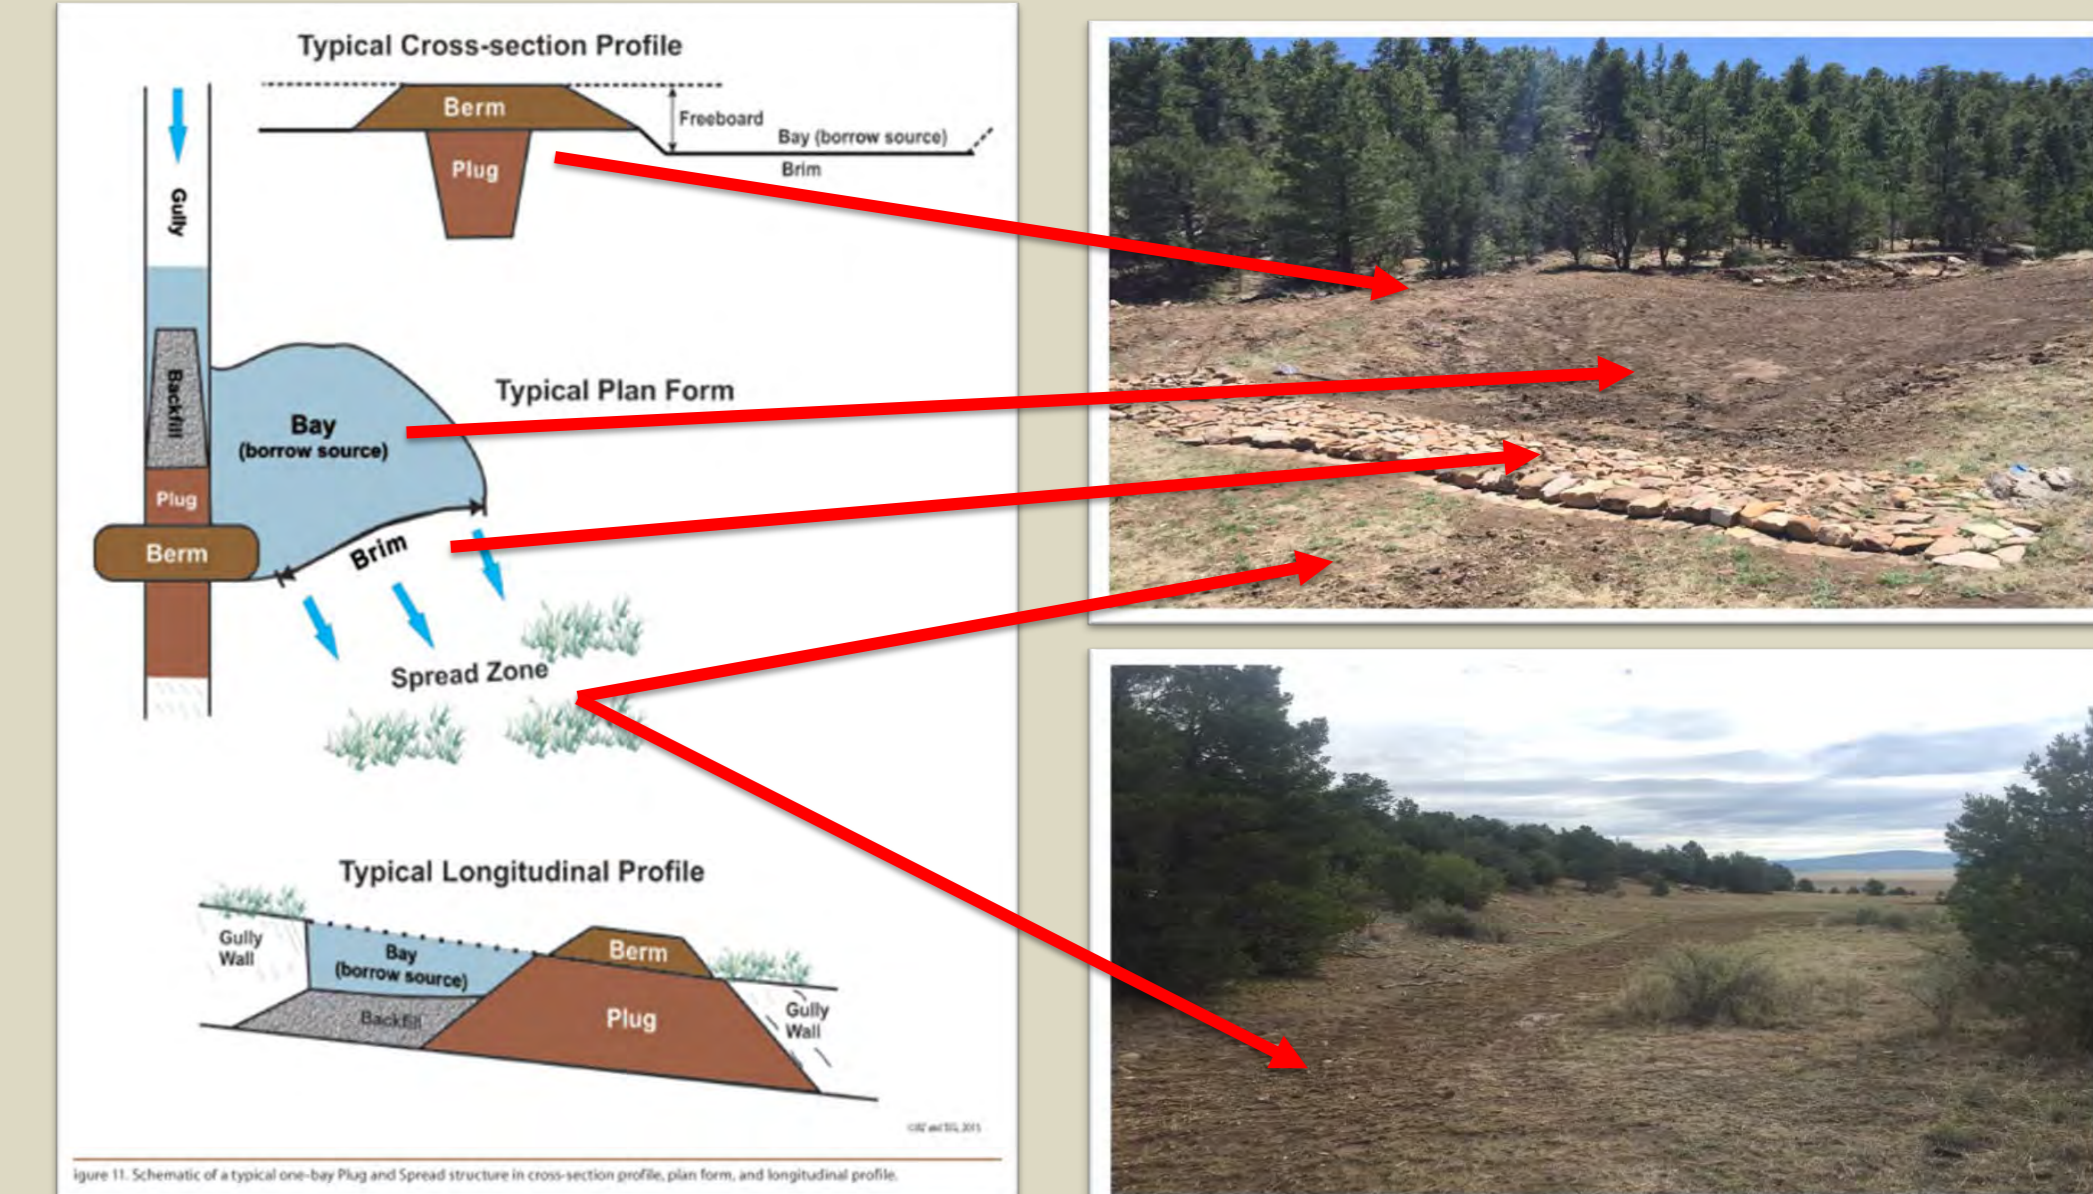 Typical Cross-section Profile
Berm
Freeboard
Plug
Bay (borrow source)
Brim
Gully
Typical Plan Form
Backfill
Bay
(borrow source)
Plug
Berm
Brim
Spread Zone
Typical Longitudinal Profile
Gully
Wall
Bay
(borrow source)
Berm
Backfill
Plug
Gully
Wall
igure 11. Schematic of a typical one-bay Plug and Spread structure in cross-section profile, plan form, and longitudinal profile.